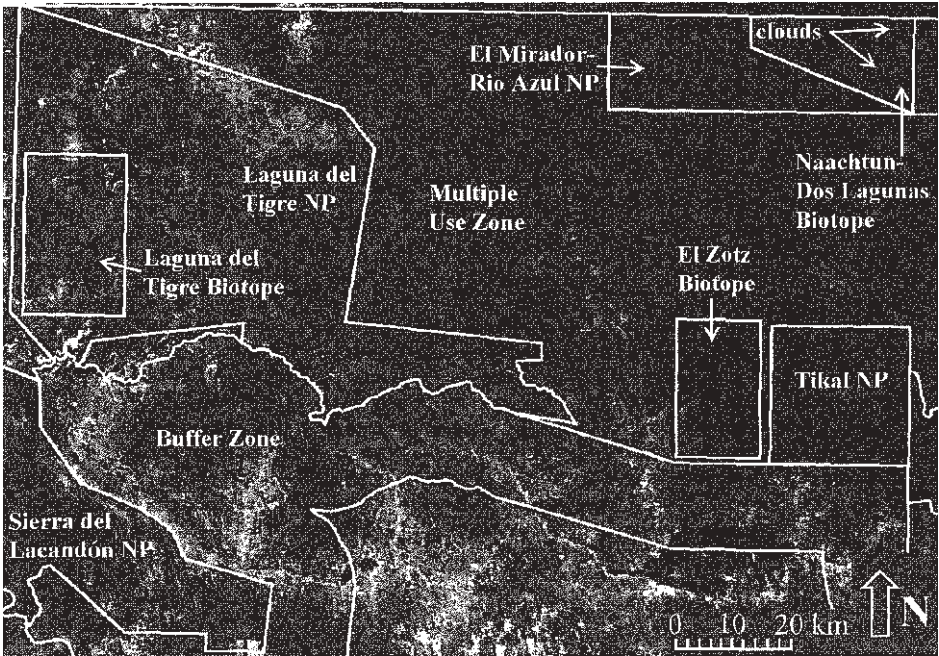 clouds
El Mirador-
Rio Azul NP
Naachtun-
Dos Lagunas
Biotope
Laguna del
Tigre NP
Multiple
Use Zone
Laguna del
Tigre Biotope
El Zotz
Biotope
Tikal NP
Buffer Zone
Sierra del
Lacandón NP
0 10 20 km
N